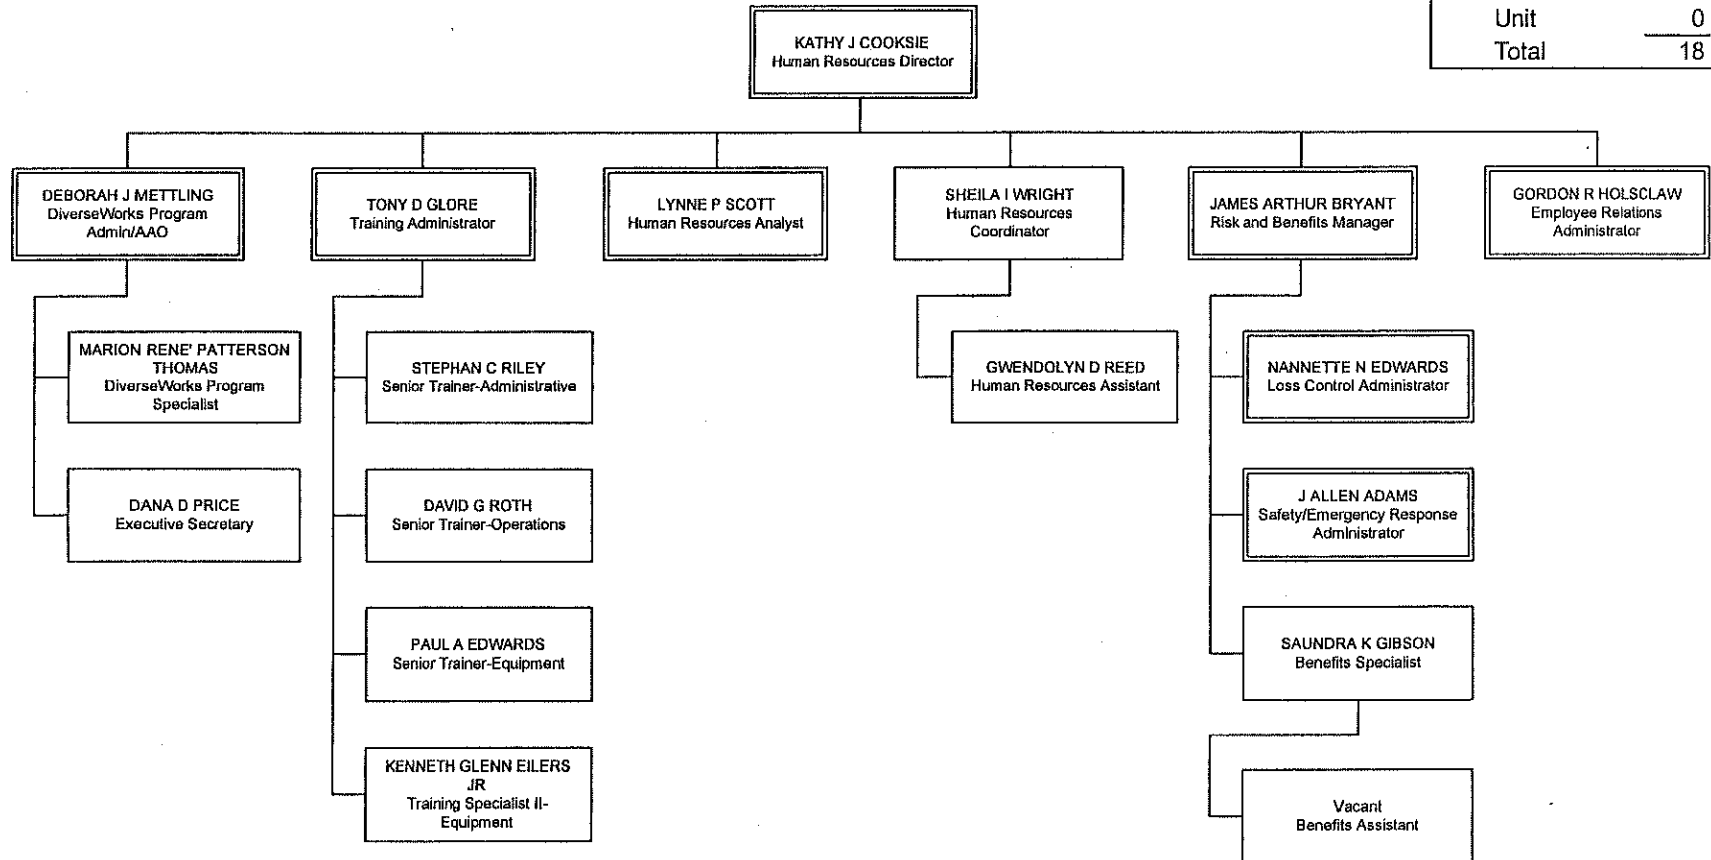 Unit 0
Total 18
KATHY J COOKSIE
Human Resources Director
DEBORAH J METTLING
DiverseWorks Program
Admin/AAO
TONY D GLORE
Training Administrator
LYNNE P SCOTT
Human Resources Analyst
SHEILA I WRIGHT
Human Resources
Coordinator
JAMES ARTHUR BRYANT
Risk and Benefits Manager
GORDON R HOLSCLAW
Employee Relations
Administrator
MARION RENE' PATTERSON
THOMAS
DiverseWorks Program
Specialist
STEPHAN C RILEY
Senior Trainer-Administrative
GWENDOLYN D REED
Human Resources Assistant
NANNETTE N EDWARDS
Loss Control Administrator
DANA D PRICE
Executive Secretary
DAVID G ROTH
Senior Trainer-Operations
J ALLEN ADAMS
Safety/Emergency Response
Administrator
PAUL A EDWARDS
Senior Trainer-Equipment
SAUNDRA K GIBSON
Benefits Specialist
KENNETH GLENN EILERS
JR
Training Specialist II-
Equipment
Vacant
Benefits Assistant